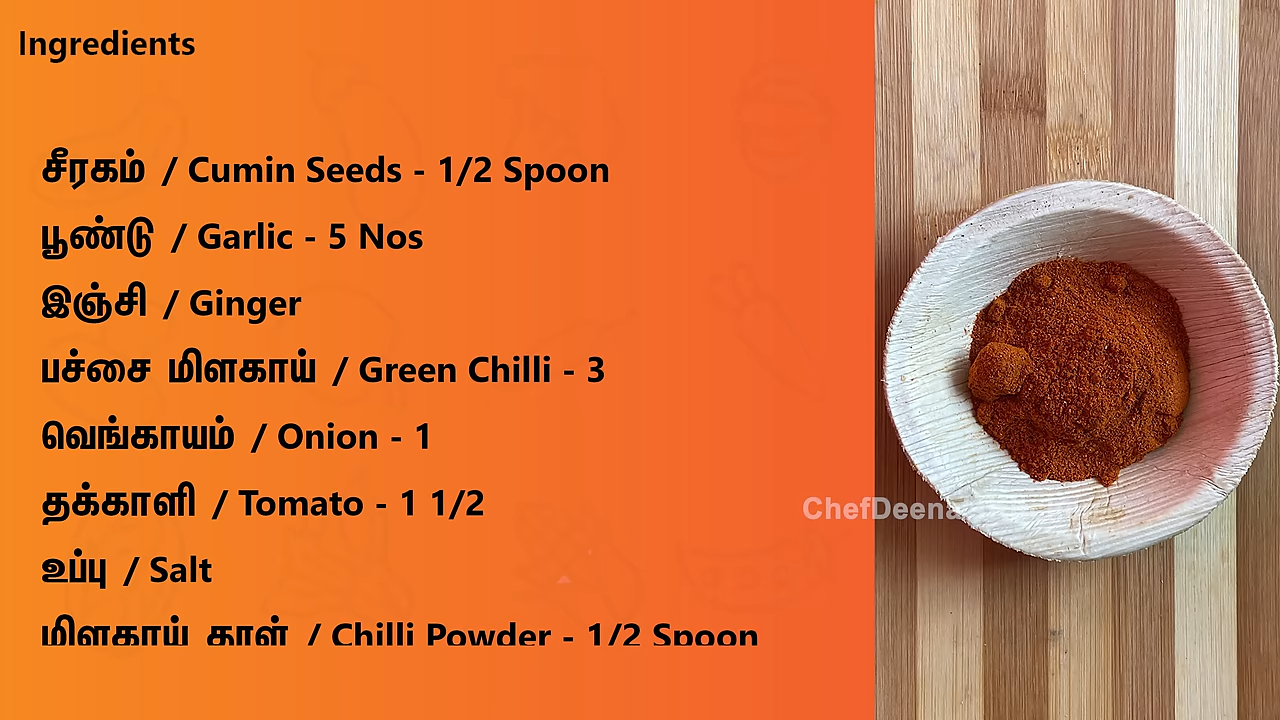 Ingredients
சீரகம் / Cumin Seeds - 1/2 Spoon
பூண்டு / Garlic - 5 Nos
இஞ்சி / Ginger
பச்சை மிளகாய் / Green Chilli - 3
வெங்காயம் / Onion - 1
தக்காளி / Tomato - 1 1/2
உப்பு / Salt
மிளகாய் தூள் / Chilli Powder - 1/2 Spoon
ChefDeena